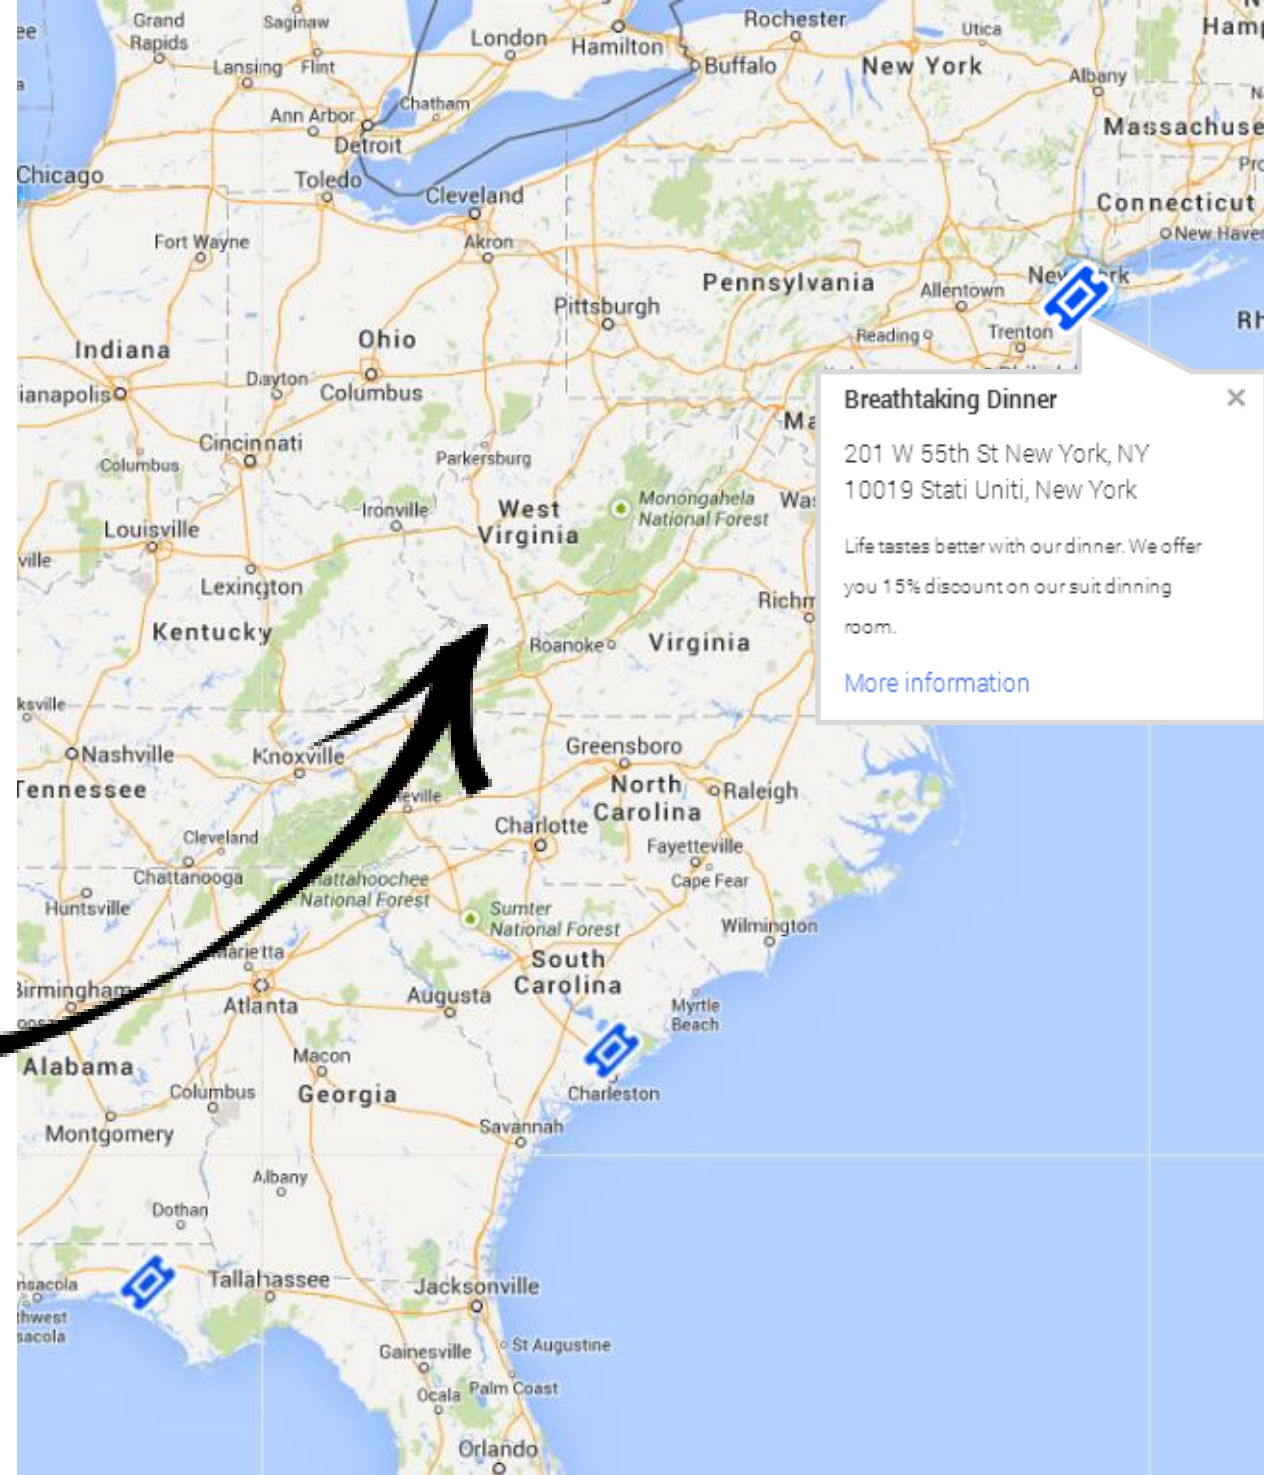 Grand
Rapids
Saginaw
London
Hamilton
Rochester
Utica
Lansing
Flint
Buffalo
New York
Albany
Ann Arbor
Chatham
Detroit
Chicago
Toledo
Cleveland
Connecticut
Fort Wayne
Akron
Pennsylvania
Allentown
Pittsburgh
Reading
Trenton
Indiana
Ohio
Dayton
Columbus
Cincinnati
Columbus
Parkersburg
Ironville
West
Virginia
Monongahela
National Forest
Louisville
Lexington
Kentucky
Roanoke
Virginia
Breathtaking Dinner
×
201 W 55th St New York, NY
10019 Stati Uniti, New York
Life tastes better with our dinner. We offer
you 15% discount on our suit dinning
room.
More information
Nashville
Knoxville
Greensboro
Tennessee
North
Carolina
Raleigh
Charlotte
Cleveland
Fayetteville
Chattanooga
Cape Fear
Huntsville
National Forest
Sumter
National Forest
Wilmington
Marietta
South
Carolina
Birmingham
Atlanta
Augusta
Myrtle
Beach
Alabama
Macon
Columbus
Georgia
Charleston
Montgomery
Savannah
Albany
Dothan
Tallahassee
Jacksonville
St Augustine
Gainesville
Ocala
Palm Coast
Orlando